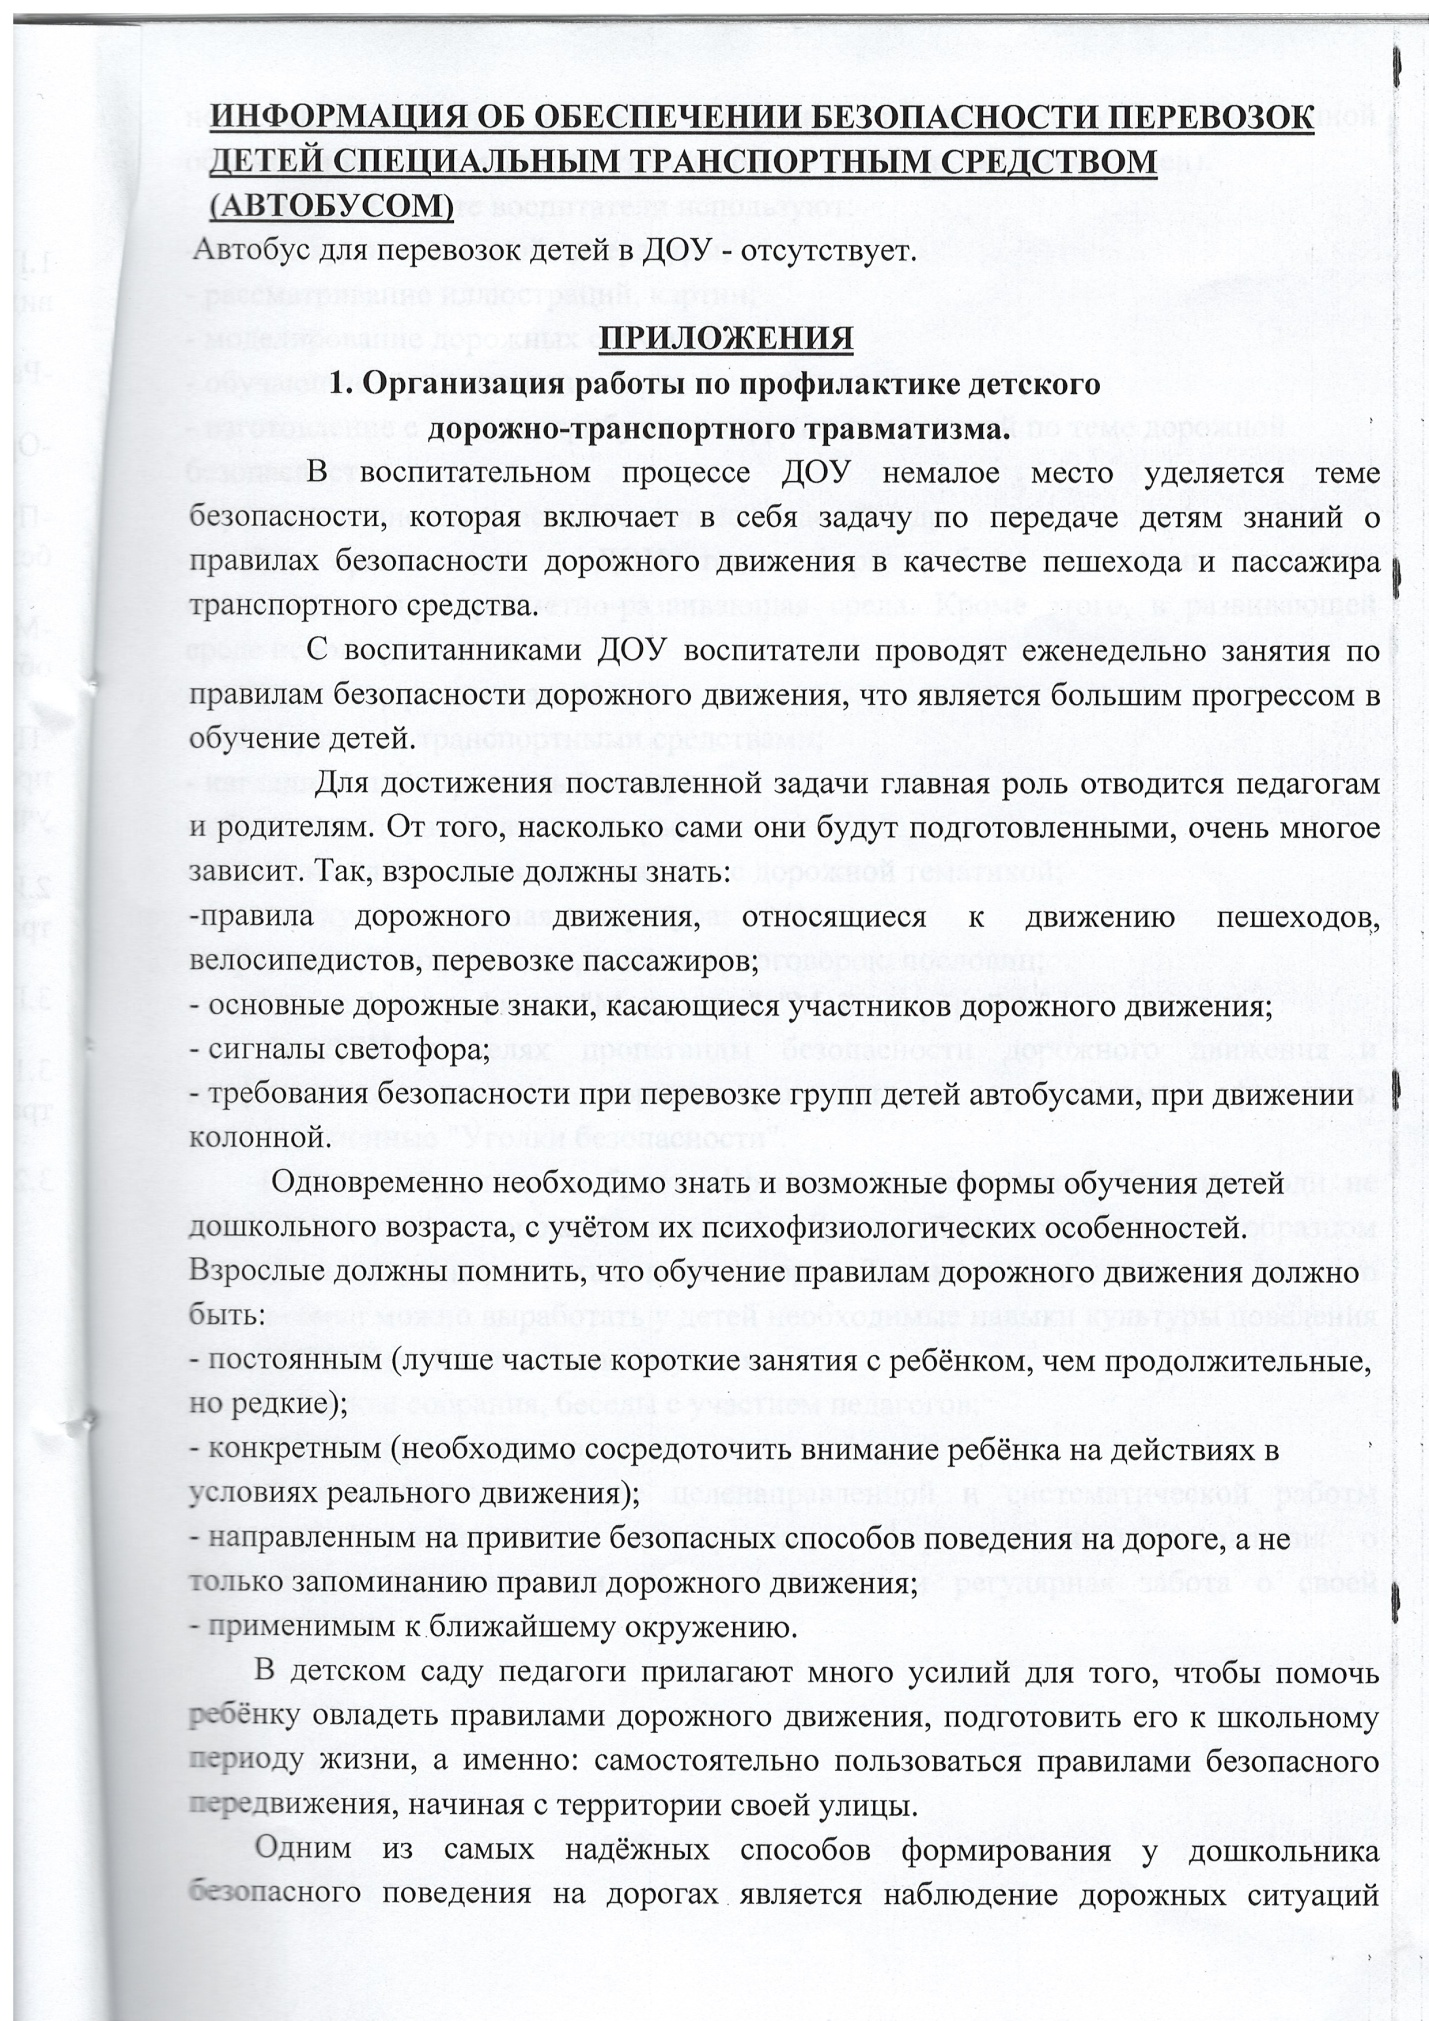 ИНФОРМАЦИЯ ОБ ОБЕСПЕЧЕНИИ БЕЗОПАСНОСТИ ПЕРЕВОЗОК
ДЕТЕЙ СПЕЦИАЛЬНЫМ ТРАНСПОРТНЫМ СРЕДСТВОМ
(АВТОБУСОМ)
Автобус для перевозок детей в ДОУ - отсутствует.
ПРИЛОЖЕНИЯ
1. Организация работы по профилактике детского
дорожно-транспортного травматизма.
В воспитательном процессе ДОУ немалое место уделяется теме
безопасности, которая включает в себя задачу по передаче детям знаний о
правилах безопасности дорожного движения в качестве пешехода и пассажира
транспортного средства.
С воспитанниками ДОУ воспитатели проводят еженедельно занятия по
правилам безопасности дорожного движения, что является большим прогрессом в
обучение детей.
Для достижения поставленной задачи главная роль отводится педагогам
и родителям. От того, насколько сами они будут подготовленными, очень многое
зависит. Так, взрослые должны знать:
-правила дорожного движения, относящиеся к движению пешеходов,
велосипедистов, перевозке пассажиров;
- основные дорожные знаки, касающиеся участников дорожного движения;
- сигналы светофора;
- требования безопасности при перевозке групп детей автобусами, при движении
колонной.
Одновременно необходимо знать и возможные формы обучения детей
дошкольного возраста, с учётом их психофизиологических особенностей.
Взрослые должны помнить, что обучение правилам дорожного движения должно
быть:
- постоянным (лучше частые короткие занятия с ребёнком, чем продолжительные,
но редкие);
- конкретным (необходимо сосредоточить внимание ребёнка на действиях в
условиях реального движения);
- направленным на привитие безопасных способов поведения на дороге, а не
только запоминанию правил дорожного движения;
- применимым к ближайшему окружению.
В детском саду педагоги прилагают много усилий для того, чтобы помочь
ребёнку овладеть правилами дорожного движения, подготовить его к школьному
периоду жизни, а именно: самостоятельно пользоваться правилами безопасного
передвижения, начиная с территории своей улицы.
Одним из самых надёжных способов формирования у дошкольника
безопасного поведения на дорогах является наблюдение дорожных ситуаций